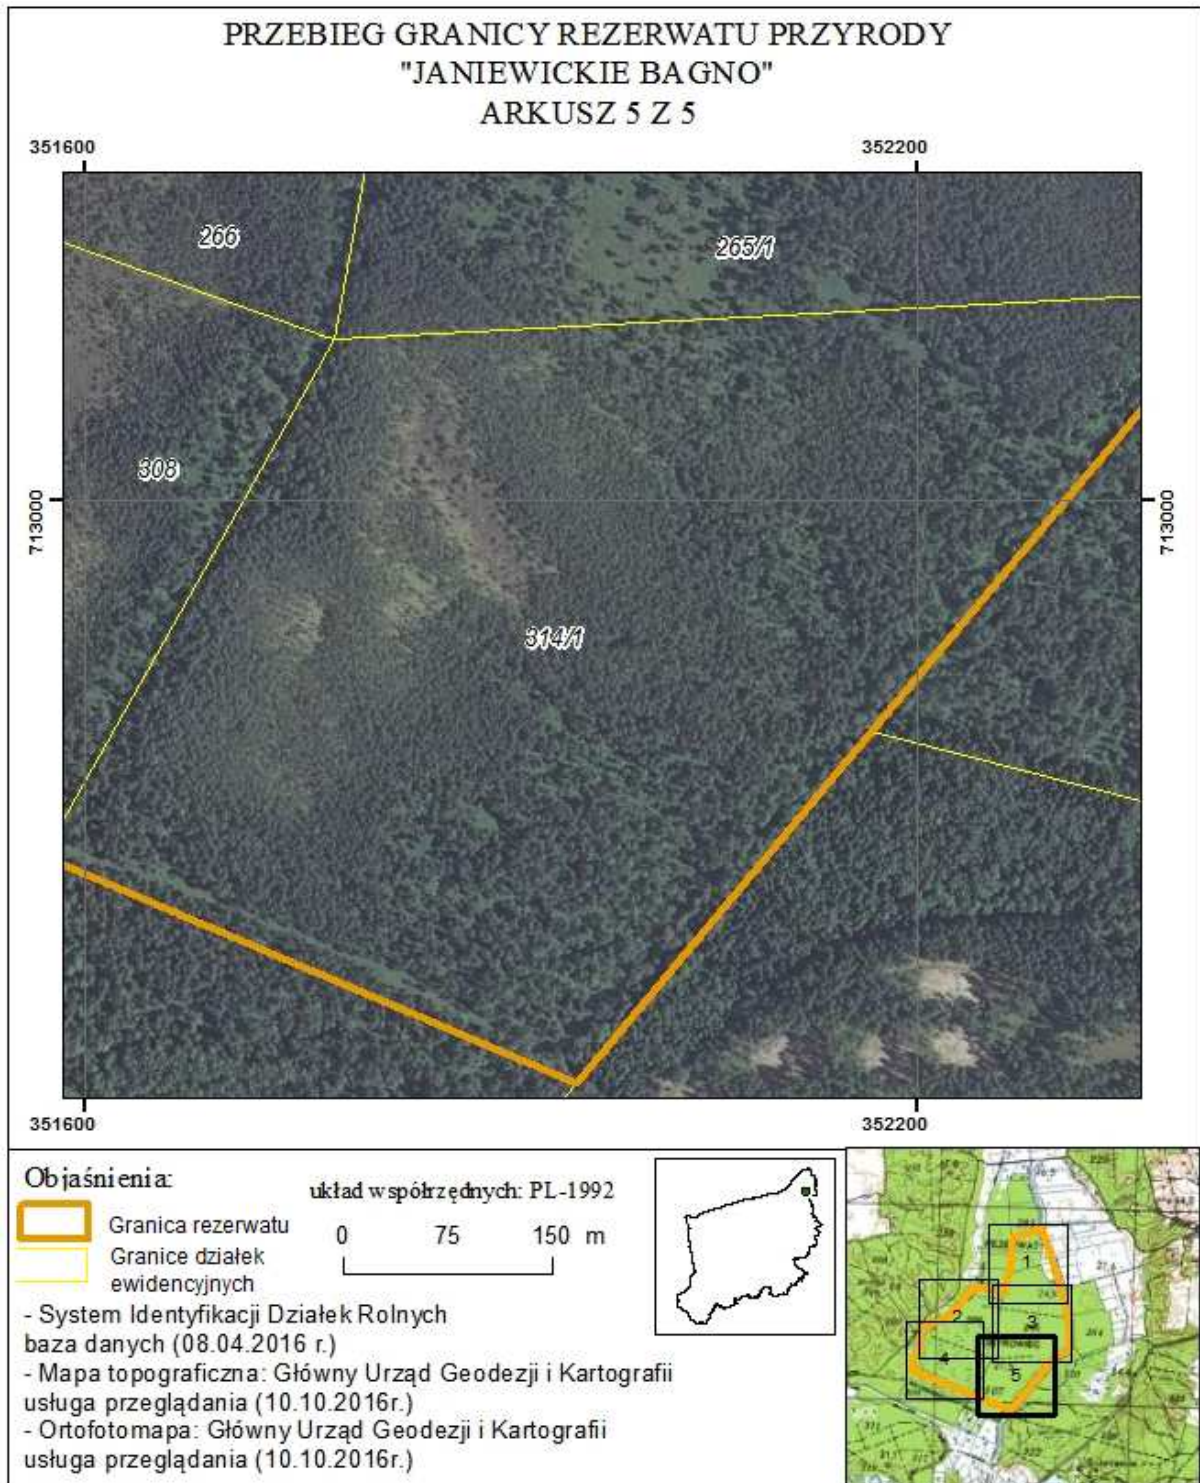 PRZEBIEG GRANICY REZERWATU PRZYRODY
"JANIEWICKIE BAGNO"
ARKUSZ 5 Z 5
351600 352200
266
265/1
308
713000 713000
314/1
351600 352200
Objaśnienia:
Granica rezerwatu
Granice działek
ewidencyjnych
układ współrzędnych: PL-1992
0 75 150 m
- System Identyfikacji Działek Rolnych
baza danych (08.04.2016 r.)
- Mapa topograficzna: Główny Urząd Geodezji i Kartografii
usługa przeglądania (10.10.2016r.)
- Ortofotomapa: Główny Urząd Geodezji i Kartografii
usługa przeglądania (10.10.2016r.)
1
2
3
4
5